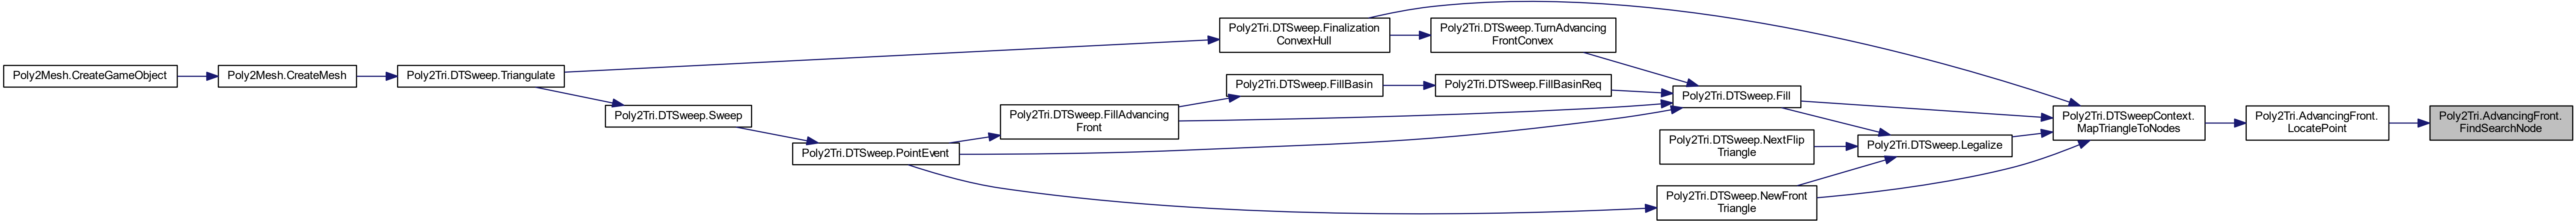 Poly2Mesh.CreateGameObject
Poly2Mesh.CreateMesh
Poly2Tri.DTSweep.Triangulate
Poly2Tri.DTSweep.Sweep
Poly2Tri.DTSweep.PointEvent
Poly2Tri.DTSweep.FillAdvancing
Front
Poly2Tri.DTSweep.Finalization
ConvexHull
Poly2Tri.DTSweep.FillBasin
Poly2Tri.DTSweep.TurnAdvancing
FrontConvex
Poly2Tri.DTSweep.FillBasinReq
Poly2Tri.DTSweep.Fill
Poly2Tri.DTSweep.NextFlip
Triangle
Poly2Tri.DTSweep.NewFront
Triangle
Poly2Tri.DTSweep.Legalize
Poly2Tri.DTSweepContext.
MapTriangleToNodes
Poly2Tri.AdvancingFront.
LocatePoint
Poly2Tri.AdvancingFront.
FindSearchNode